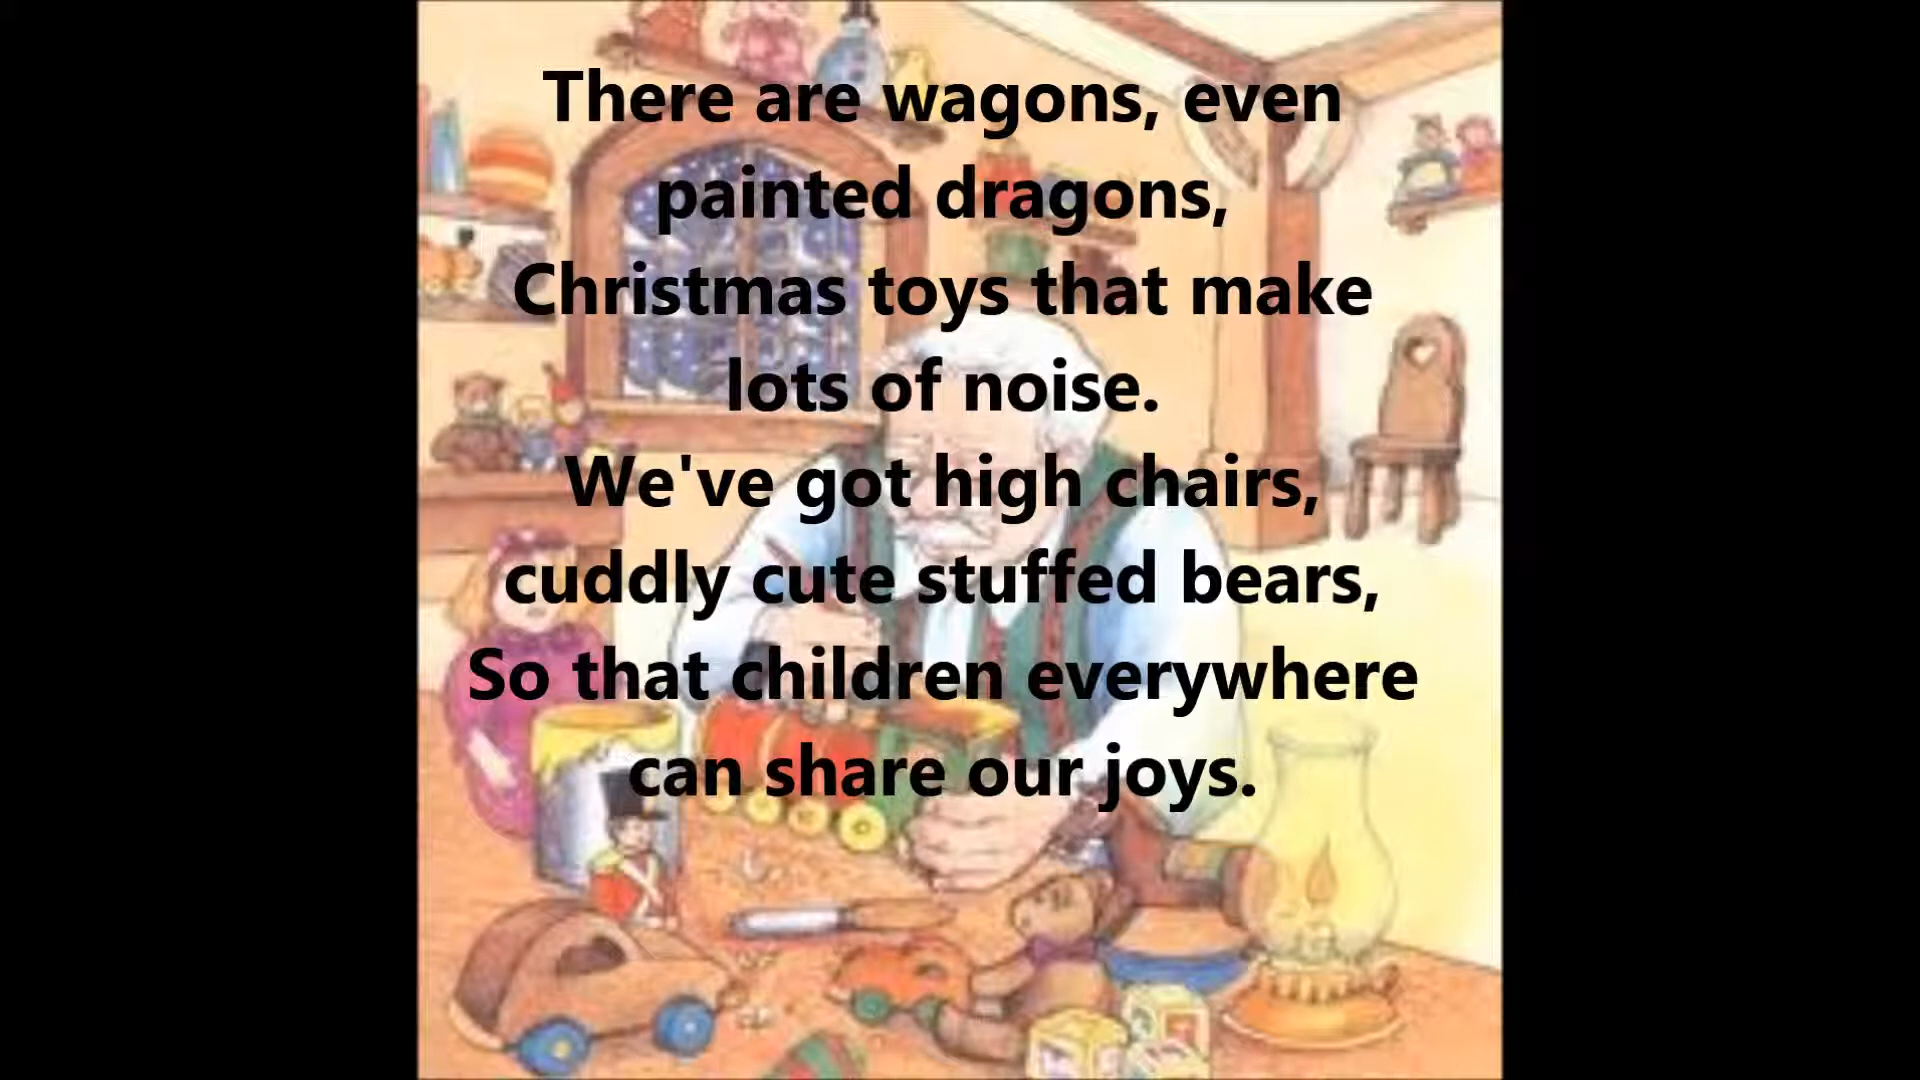 There are wagons, even
painted dragons,
Christmas toys that make
lots of noise.
We've got high chairs,
cuddly cute stuffed bears,
So that children everywhere
can share our joys.